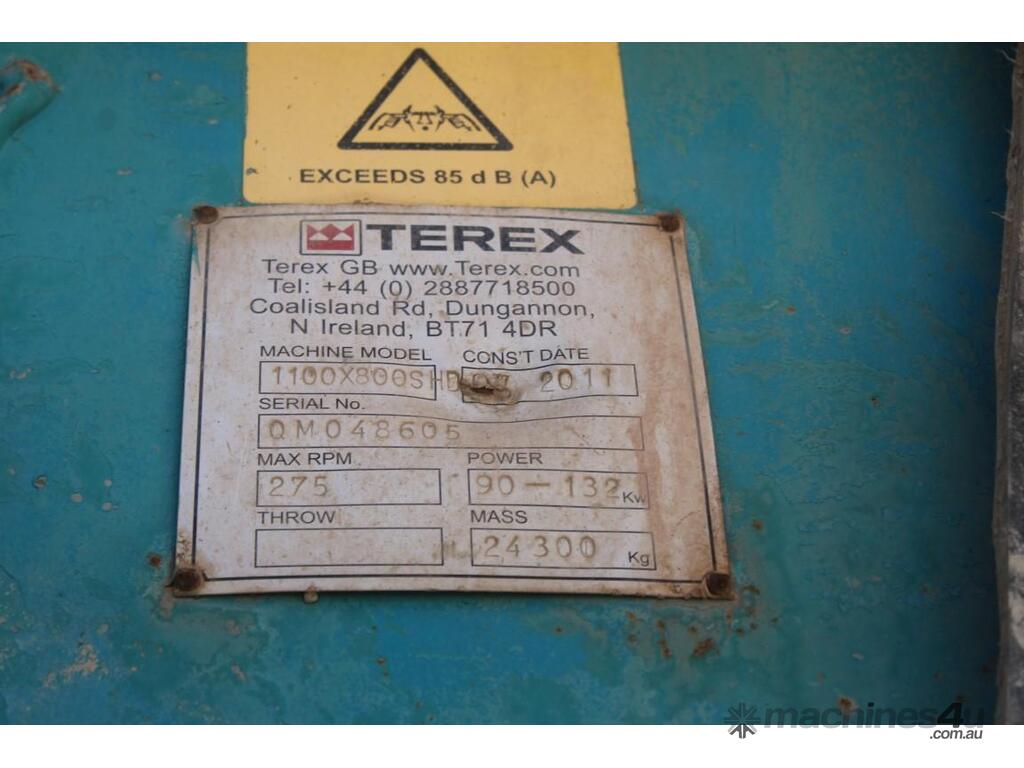 EXCEEDS 85 d B (A)
TEREX
Terex GB www.Terex.com
Tel: +44 (0) 2887718500
Coalisland Rd, Dungannon,
N Ireland, BT71 4DR
MACHINE MODEL CONS'T DATE
1100X800SHD 2011
SERIAL No.
QM048605
MAX RPM POWER
275 90-132 Kw
THROW MASS
24300 Kg
machines4u
.com.au